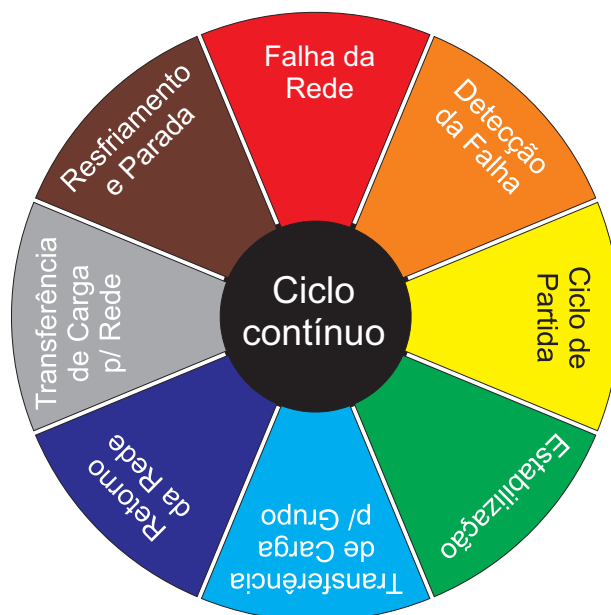 Falha da
Rede
Detecção
da Falha
Ciclo de
Partida
Estabilização
Transferência
de Carga
p/ Grupo
Retorno
da Rede
Transferência
de Carga
p/ Rede
Resfriamento
e Parada
Ciclo
contínuo